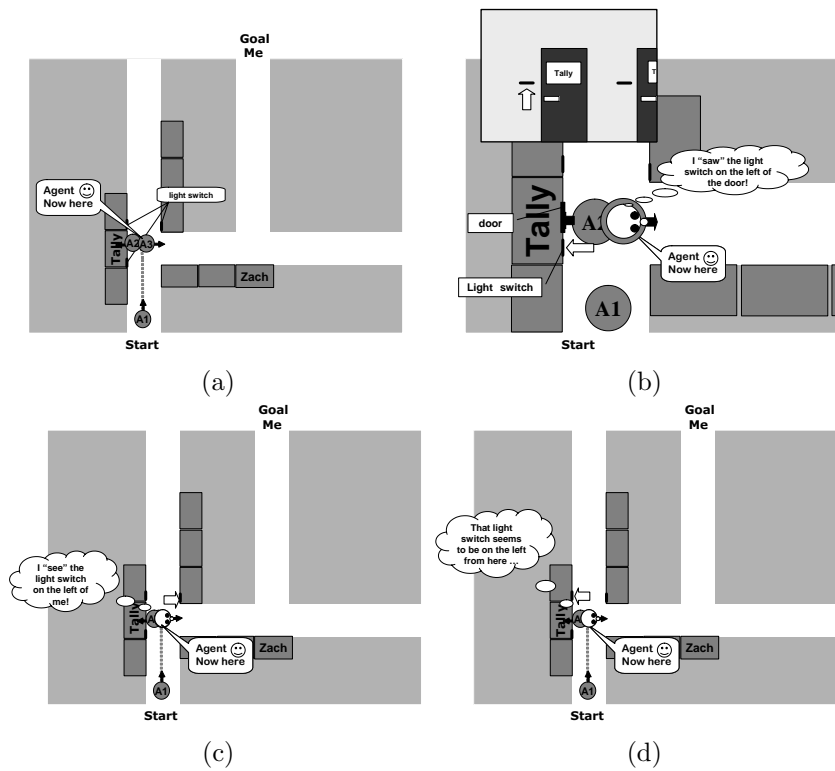 Goal
Me
Agent ☺
Now here
light switch
Tally
A2
A3
Zach
A1
Start
(a)
Tally
T
I “saw” the light
switch on the left of
the door!
door
Tally
A2
Agent ☺
Now here
Light switch
A1
Start
(b)
Goal
Me
I “see” the
light switch
on the left of
me!
Tally
A
Agent ☺
Now here
Zach
A1
Start
(c)
Goal
Me
That light
switch seems
to be on the left
from here ...
Tally
A
Agent ☺
Now here
Zach
A1
Start
(d)